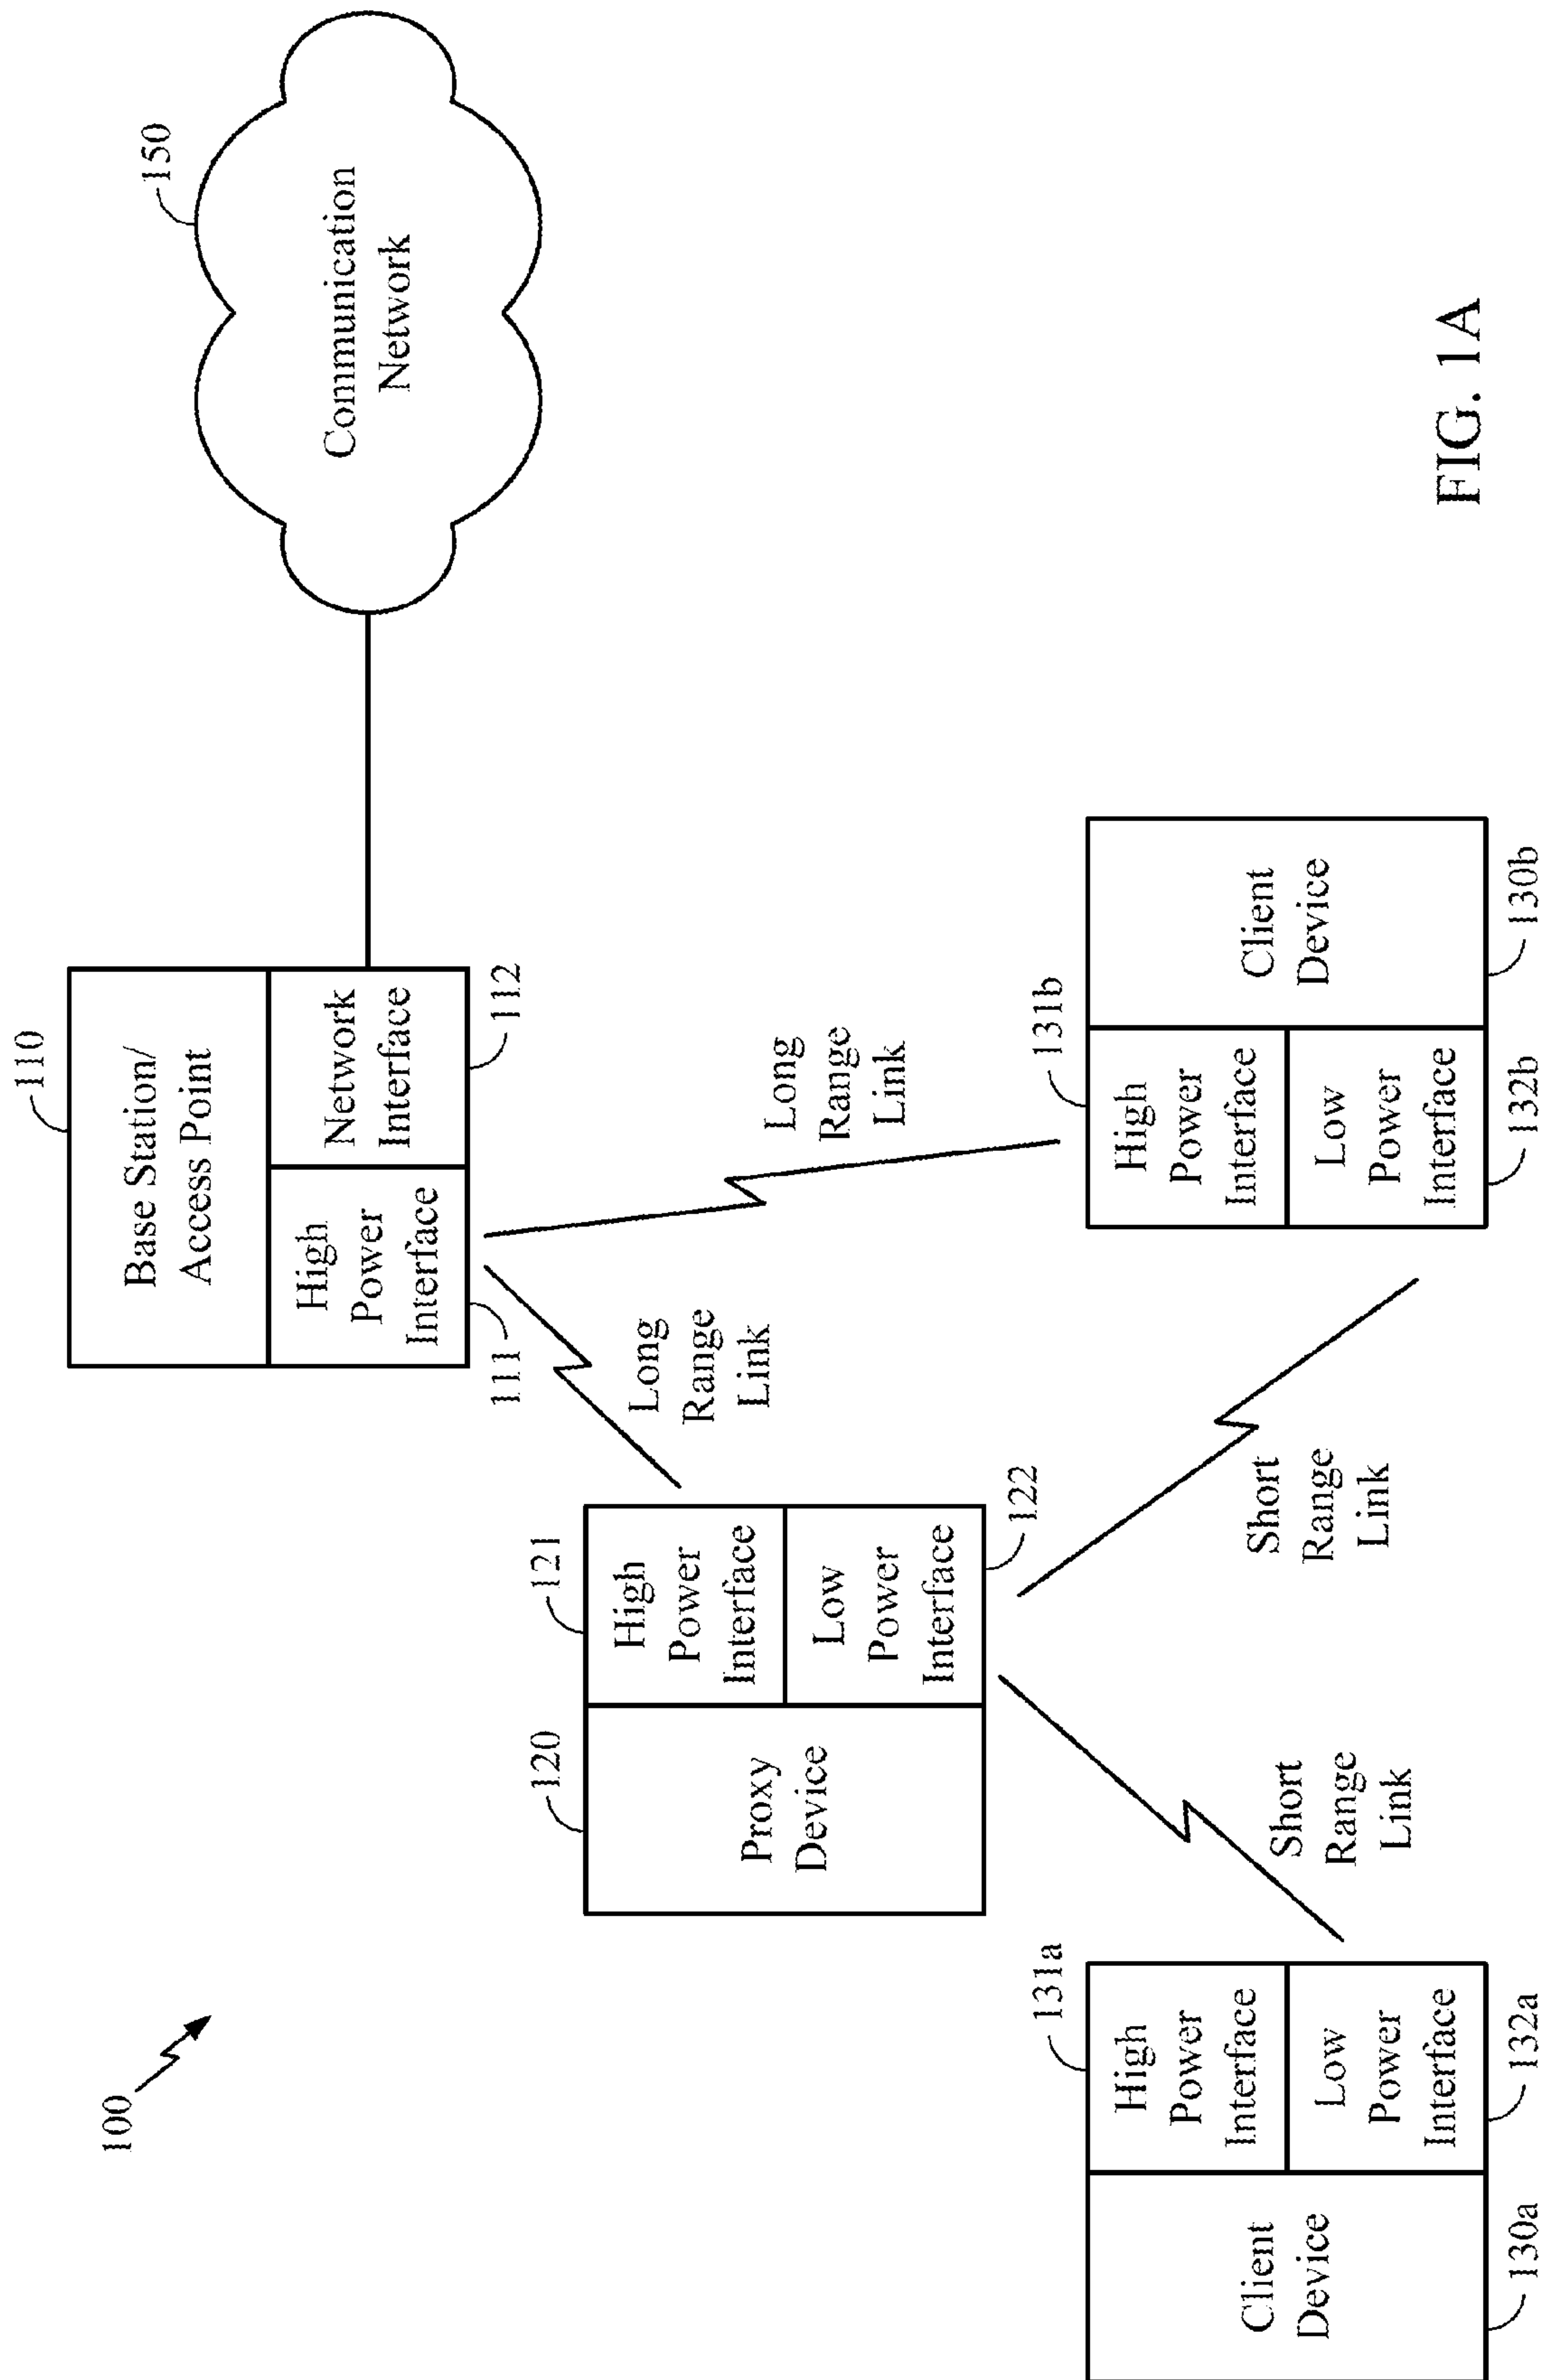 100
110
Base Station/
Access Point
High
Power
Interface
Network
Interface
111
112
150
Communication
Network
Long
Range
Link
Long
Range
Link
120
121
Proxy
Device
High
Power
Interface
Low
Power
Interface
122
Short
Range
Link
Short
Range
Link
131a
Client
Device
High
Power
Interface
Low
Power
Interface
130a
132a
131b
High
Power
Interface
Low
Power
Interface
Client
Device
132b
130b
FIG. 1A